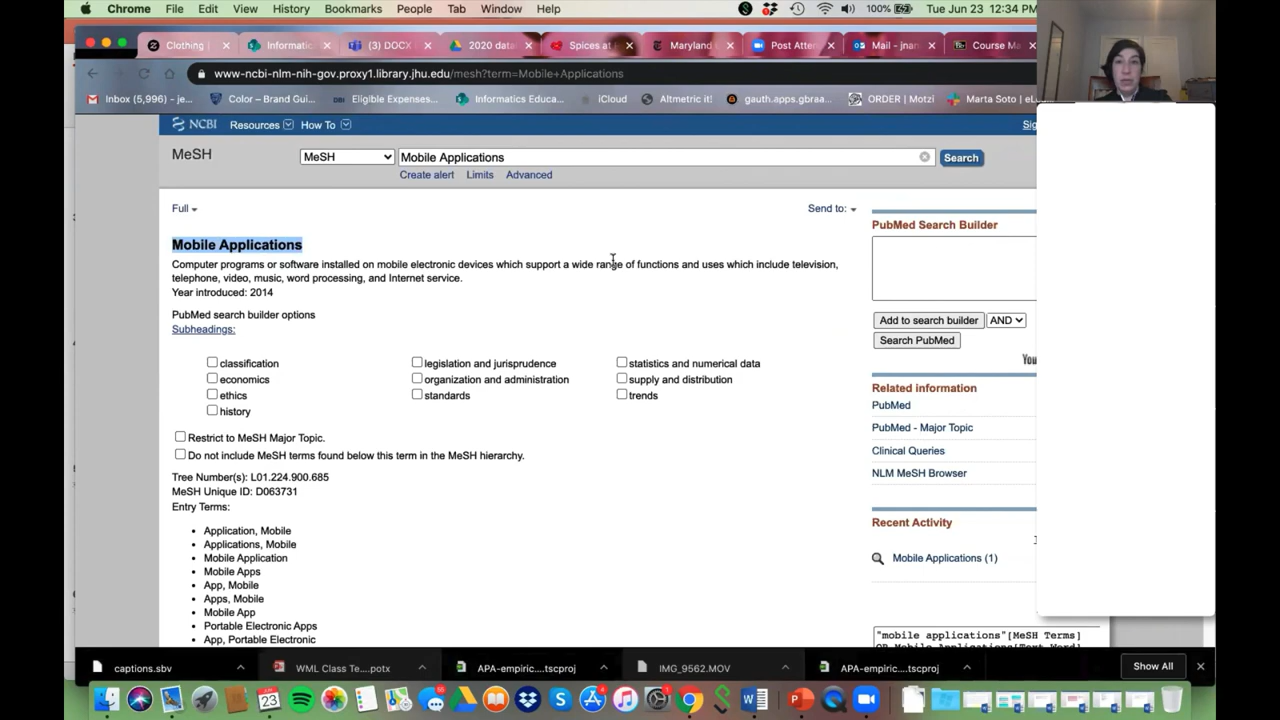 Chrome File Edit View History Bookmarks People Tab Window Help 100% Tue Jun 23 12:34 PM
Clothing Informatio (3) DOCX 2020 data Spices at Maryland Post Atten Mail - jnan Course Ma
www-ncbi-nlm-nih-gov.proxy1.library.jhu.edu/mesh?term=Mobile+Applications
Inbox (5,996) - je... Color – Brand Gui... DBI Eligible Expenses... Informatics Educa... iCloud Altmetric it! gauth.apps.gbraa... ORDER | Motzi Marta Soto | eL...
NCBI Resources How To Sig
MeSH MeSH Mobile Applications Search
Create alert Limits Advanced
Full Send to:
PubMed Search Builder
Mobile Applications
Computer programs or software installed on mobile electronic devices which support a wide range of functions and uses which include television,
telephone, video, music, word processing, and Internet service.
Year introduced: 2014
PubMed search builder options
Subheadings:
Add to search builder AND
Search PubMed
You
classification legislation and jurisprudence statistics and numerical data
economics organization and administration supply and distribution
ethics standards trends
history
Related information
PubMed
PubMed - Major Topic
Clinical Queries
NLM MeSH Browser
Restrict to MeSH Major Topic.
Do not include MeSH terms found below this term in the MeSH hierarchy.
Tree Number(s): L01.224.900.685
MeSH Unique ID: D063731
Entry Terms:
Application, Mobile
Applications, Mobile
Mobile Application
Mobile Apps
App, Mobile
Apps, Mobile
Mobile App
Portable Electronic Apps
App, Portable Electronic
Recent Activity
Mobile Applications (1)
"mobile applications"[MeSH Terms]
OR Mobile Applications[Text Word]
captions.sbv WML Class Te....potx APA-empiric....tscproj IMG_9562.MOV APA-empiric....tscproj Show All